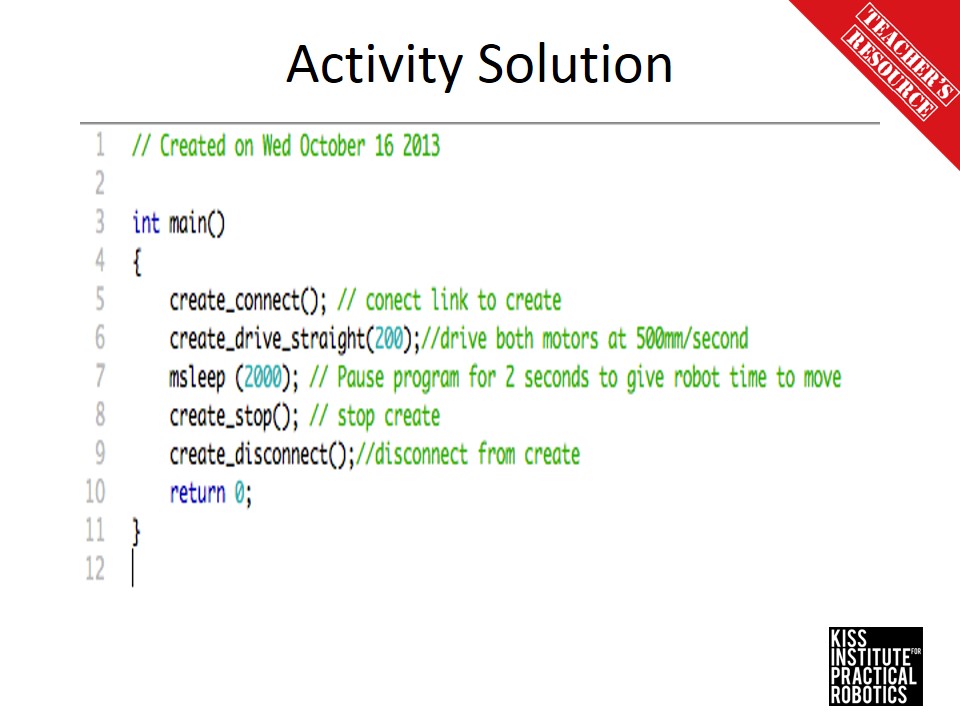 Activity Solution
TEACHER'S
RESOURCE
1 // Created on Wed October 16 2013
2
3 int main()
4 {
5 create_connect(); // conect link to create
6 create_drive_straight(200);//drive both motors at 500mm/second
7 msleep (2000); // Pause program for 2 seconds to give robot time to move
8 create_stop(); // stop create
9 create_disconnect();//disconnect from create
10 return 0;
11 }
12
KISS
INSTITUTE FOR
PRACTICAL
ROBOTICS